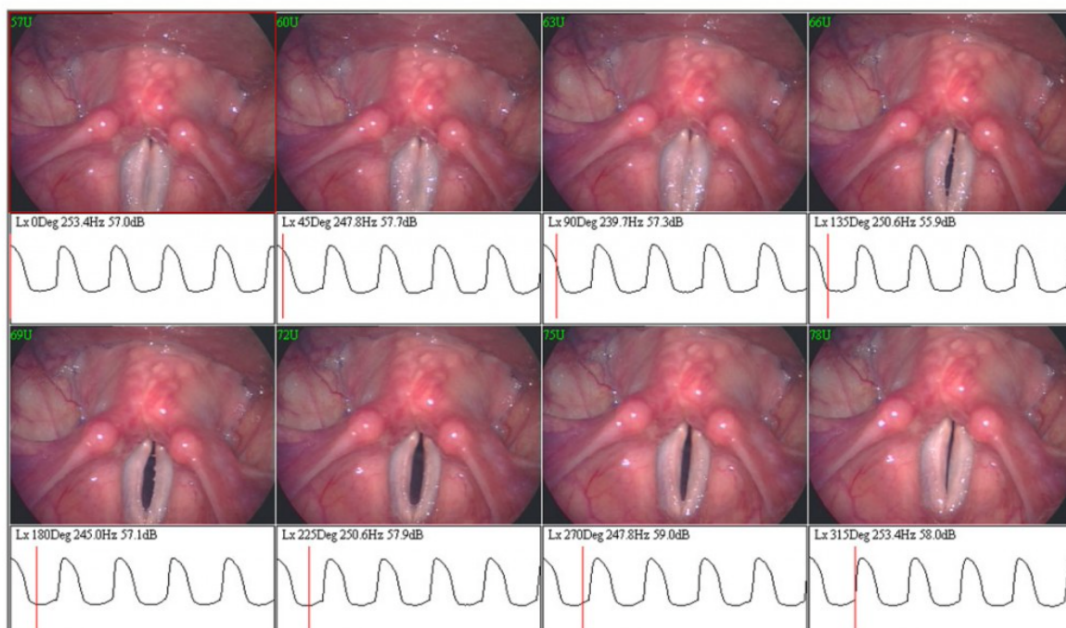 57U 60U 63U 66U
Lx 0Deg 253.4Hz 57.0dB Lx 45Deg 247.8Hz 57.7dB Lx 90Deg 239.7Hz 57.3dB Lx 135Deg 250.6Hz 55.9dB
69U 72U 75U 78U
Lx 180Deg 245.0Hz 57.1dB Lx 225Deg 250.6Hz 57.9dB Lx 270Deg 247.8Hz 59.0dB Lx 315Deg 253.4Hz 58.0dB